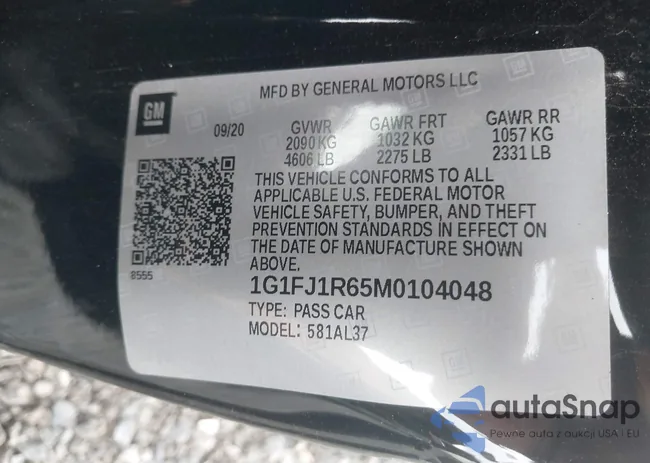 MFD BY GENERAL MOTORS LLC
GM
09/20
GVWR GAWR FRT GAWR RR
2090 KG 1032 KG 1057 KG
4606 LB 2275 LB 2331 LB
THIS VEHICLE CONFORMS TO ALL
APPLICABLE U.S. FEDERAL MOTOR
VEHICLE SAFETY, BUMPER, AND THEFT
PREVENTION STANDARDS IN EFFECT ON
THE DATE OF MANUFACTURE SHOWN
ABOVE.
8555
1G1FJ1R65M0104048
TYPE: PASS CAR
MODEL: 581AL37
autaSnap
Pewne auta z aukcji USA i EU